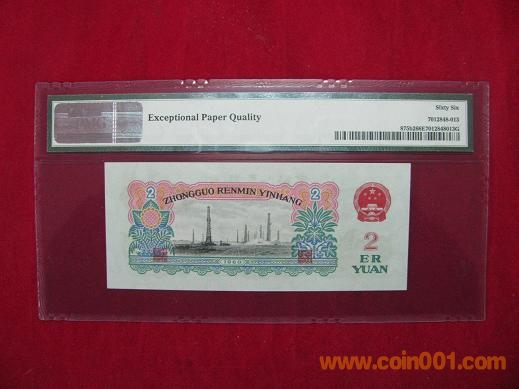 Exceptional Paper Quality
Sixty Six
7012848-013
875b266E7012848013G
2
2
ZHONGGUO RENMIN YINHANG
2
1960
ER
YUAN
www.coin001.com